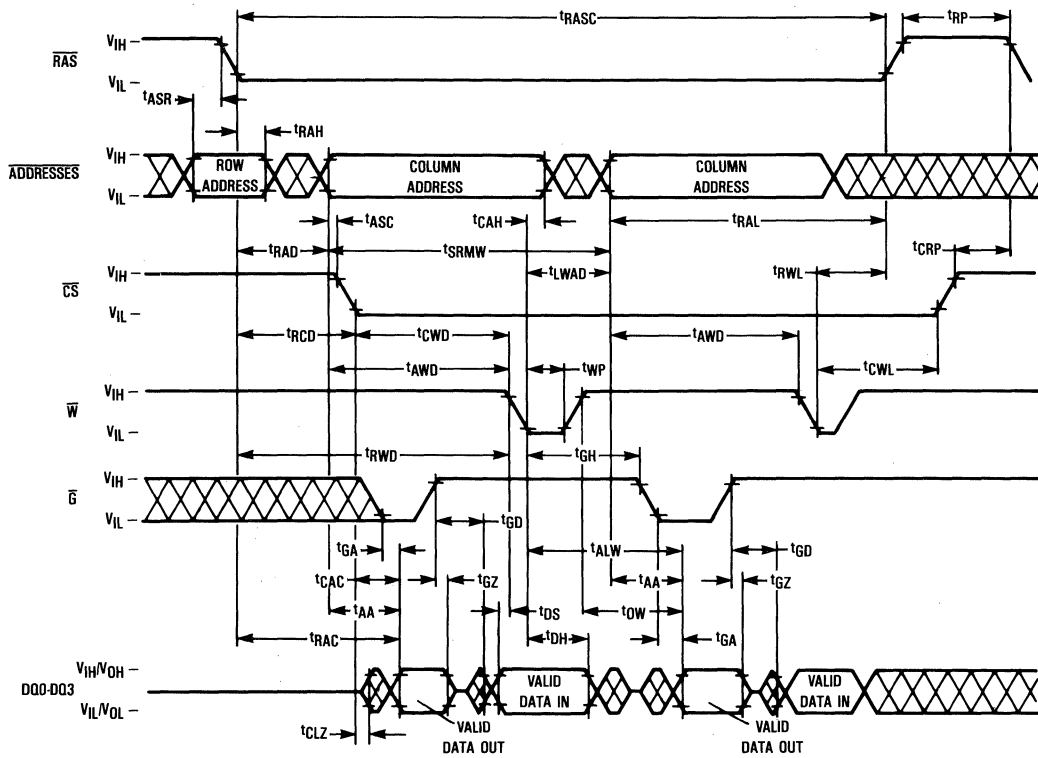 tRASC
tRP
VIH
RAS
VIL
tASR
tRAH
VIH
ADDRESSES
VIL
ROW ADDRESS
COLUMN ADDRESS
COLUMN ADDRESS
tASC
tCAH
tRAL
tRAD
tSRMW
tCRP
VIH
CS
VIL
tLWAD
tRWL
tRCD
tCWD
tAWD
tAWD
tWP
tCWL
VIH
W
VIL
tRWD
tGH
VIH
G
VIL
tGD
tGA
tALW
tGD
tCAC
tGZ
tAA
tGZ
tAA
tDS
tOW
tRAC
tDH
tGA
VIH/VOH
DQ0-DQ3
VIL/VOL
VALID DATA IN
VALID DATA IN
tCLZ
VALID DATA OUT
VALID DATA OUT